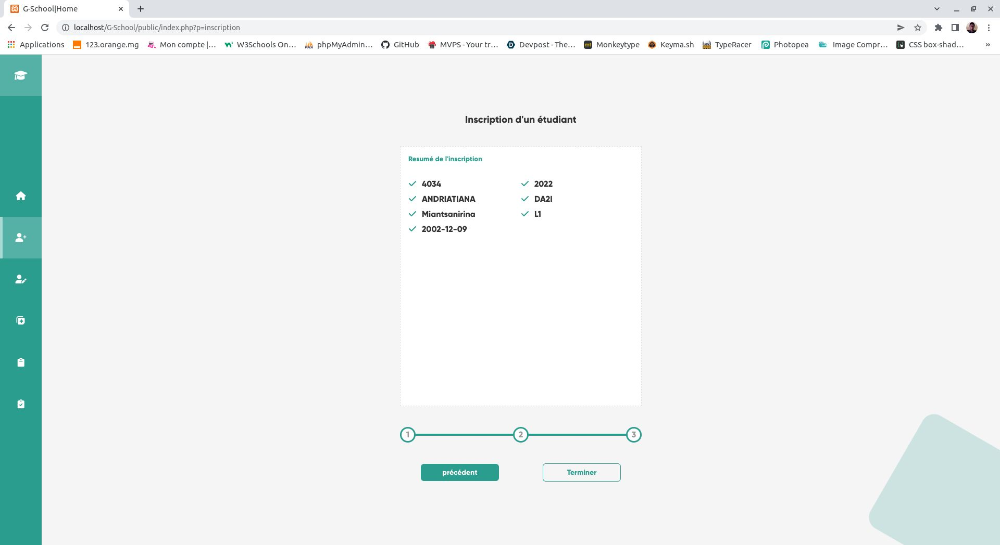 G-School|Home
localhost/G-School/public/index.php?p=inscription
Applications 123.orange.mg Mon compte |... W3Schools On... phpMyAdmin... GitHub MVPS - Your tr... Devpost - The... Monkeytype Keyma.sh TypeRacer Photopea Image Compr... CSS box-shad... »
Inscription d'un étudiant
Resumé de l'inscription
4034 2022
ANDRIATIANA DA2I
Miantsanirina L1
2002-12-09
1 2 3
précédent Terminer